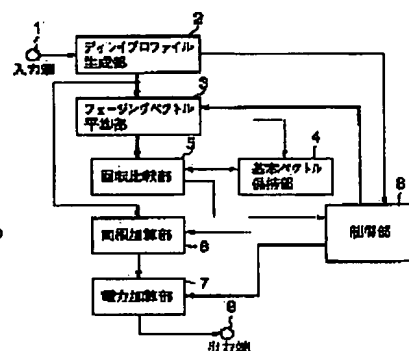 1
入力端
2
ディレイプロファイル
生成部
3
フェージングベクトル
平均部
5
回転比較部
4
基本ベクトル
保持部
8
制御部
同相加算部
6
7
電力加算部
9
出力端